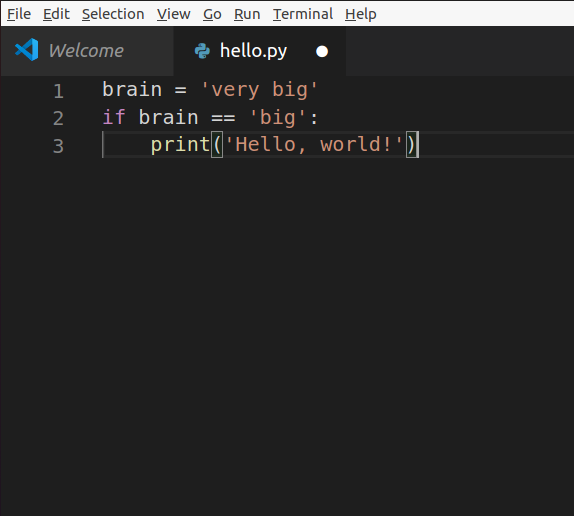 File Edit Selection View Go Run Terminal Help
Welcome hello.py
1 brain = 'very big'
2 if brain == 'big':
3     print('Hello, world!')